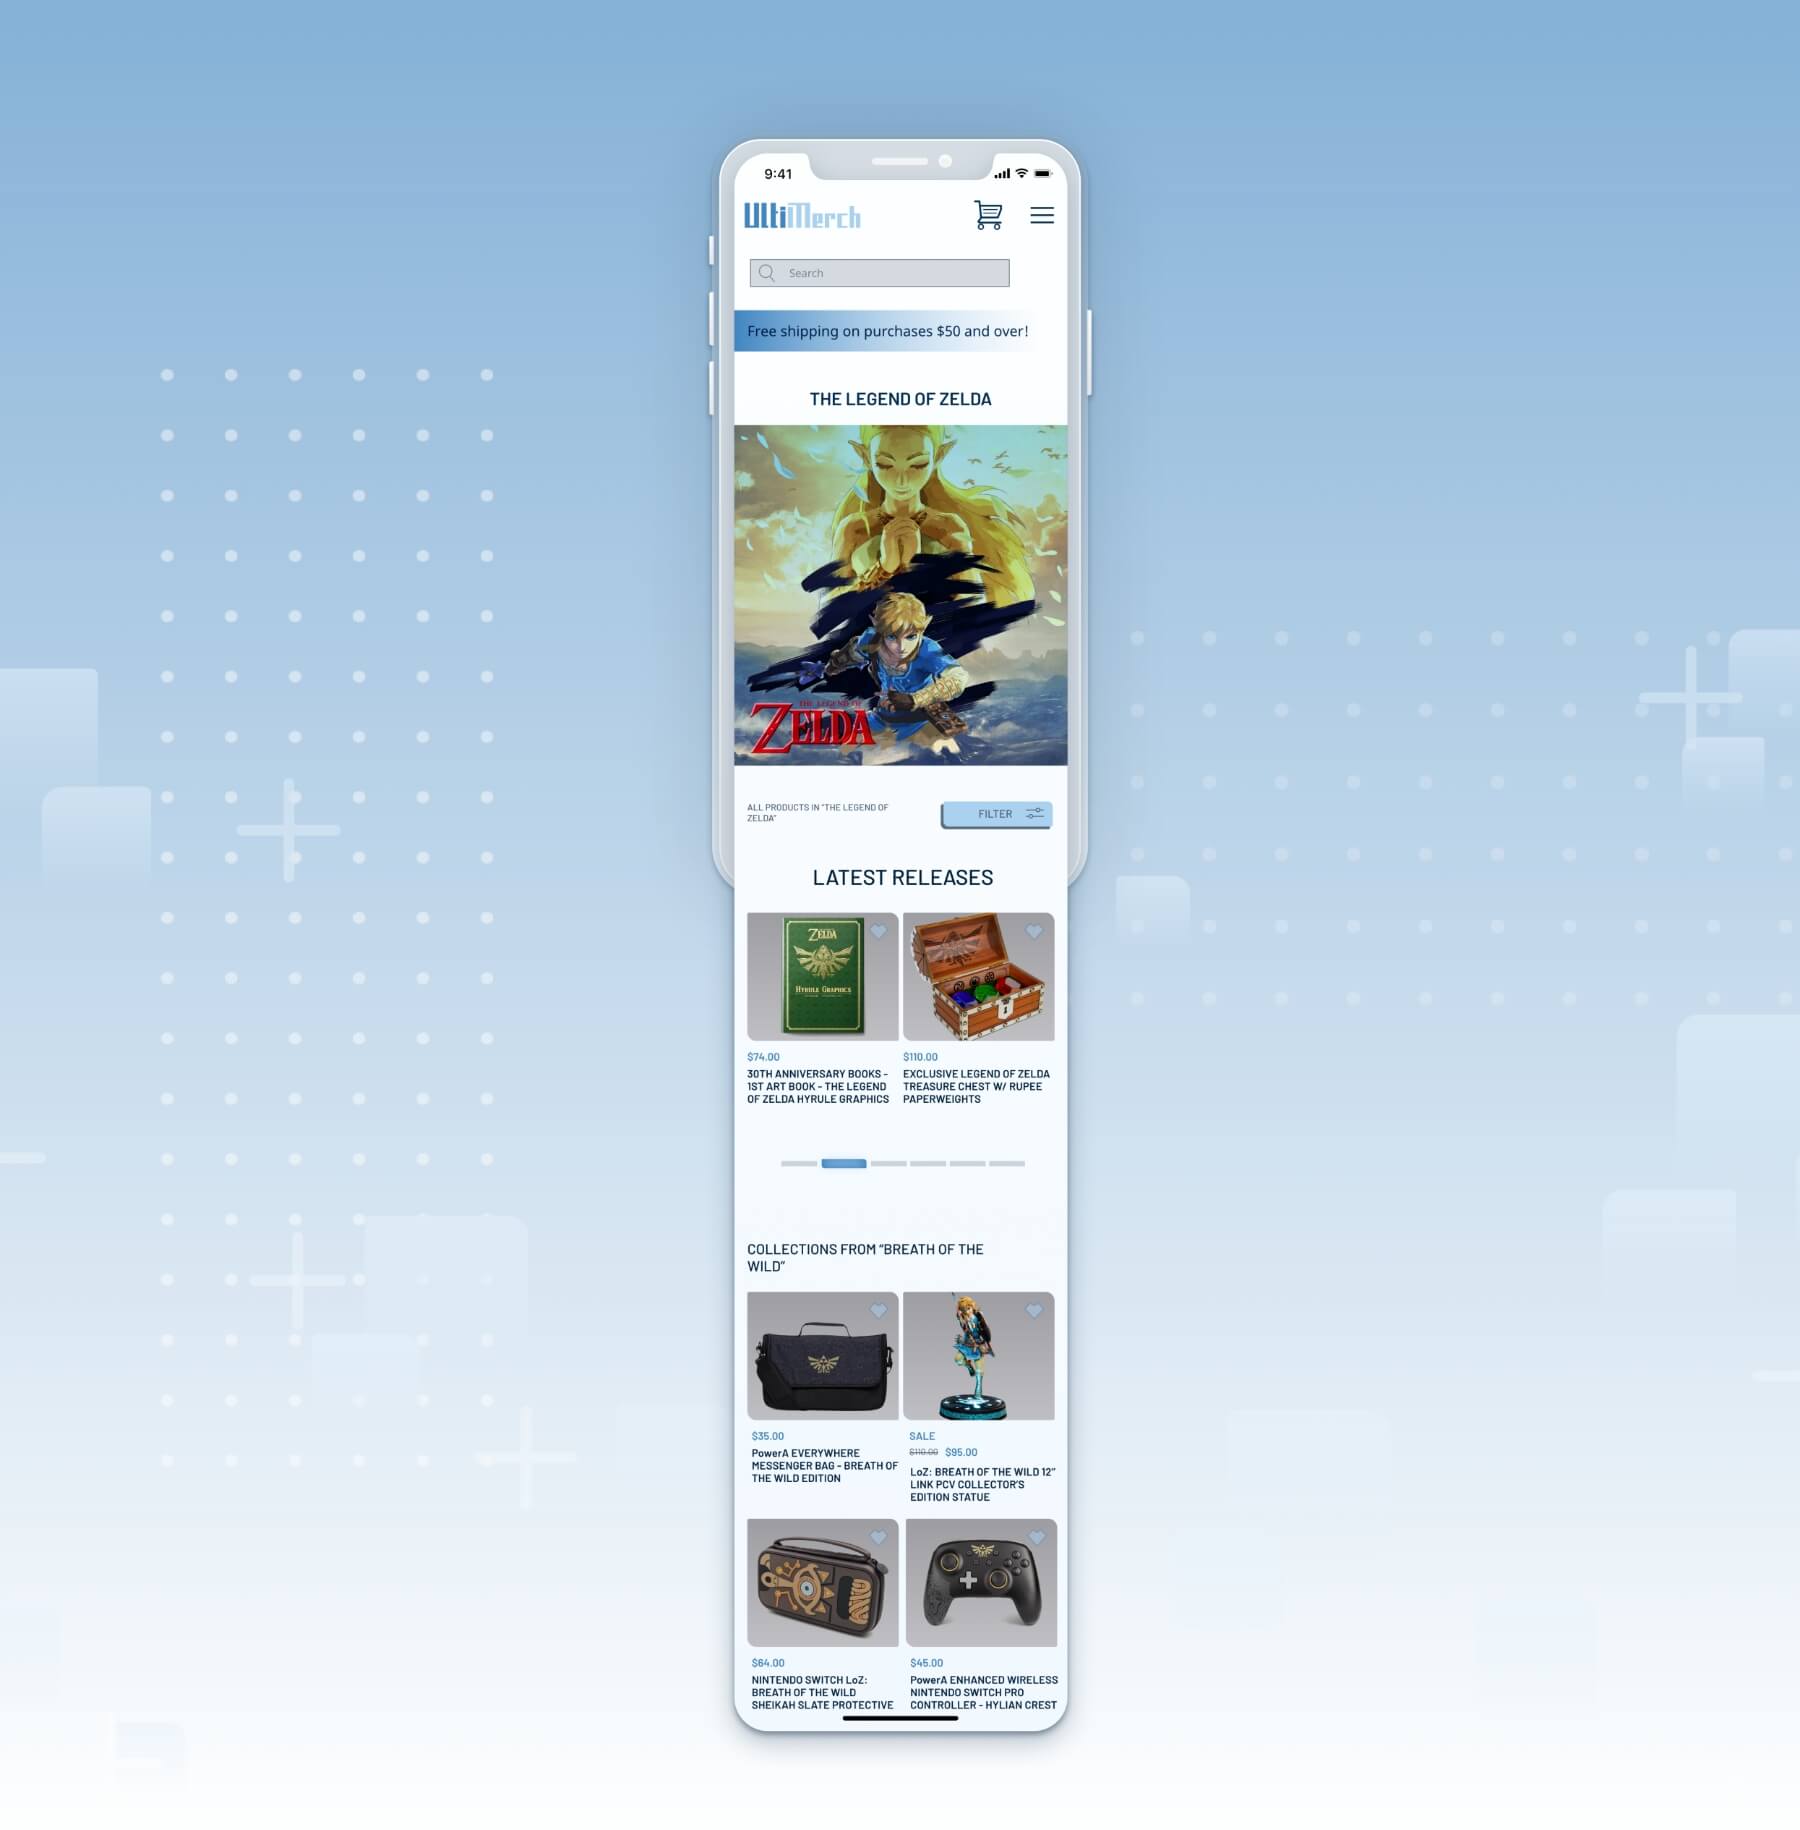 9:41
UltiMerch
Search
Free shipping on purchases $50 and over!
THE LEGEND OF ZELDA
THE LEGEND OF
ZELDA
ALL PRODUCTS IN "THE LEGEND OF
ZELDA"
FILTER
LATEST RELEASES
ZELDA
HYRULE GRAPHICS
$74.00
30TH ANNIVERSARY BOOKS -
1ST ART BOOK - THE LEGEND
OF ZELDA HYRULE GRAPHICS
$110.00
EXCLUSIVE LEGEND OF ZELDA
TREASURE CHEST W/ RUPEE
PAPERWEIGHTS
COLLECTIONS FROM “BREATH OF THE
WILD”
$35.00
PowerA EVERYWHERE
MESSENGER BAG - BREATH OF
THE WILD EDITION
SALE
$110.00 $95.00
LoZ: BREATH OF THE WILD 12”
LINK PCV COLLECTOR'S
EDITION STATUE
$64.00
NINTENDO SWITCH LoZ:
BREATH OF THE WILD
SHEIKAH SLATE PROTECTIVE
$45.00
PowerA ENHANCED WIRELESS
NINTENDO SWITCH PRO
CONTROLLER - HYLIAN CREST